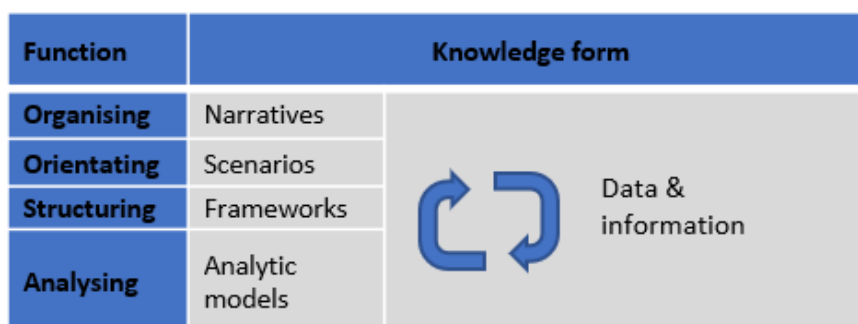 Function
Knowledge form
Organising
Narratives
Orientating
Scenarios
Structuring
Frameworks
Analysing
Analytic
models
Data &
information